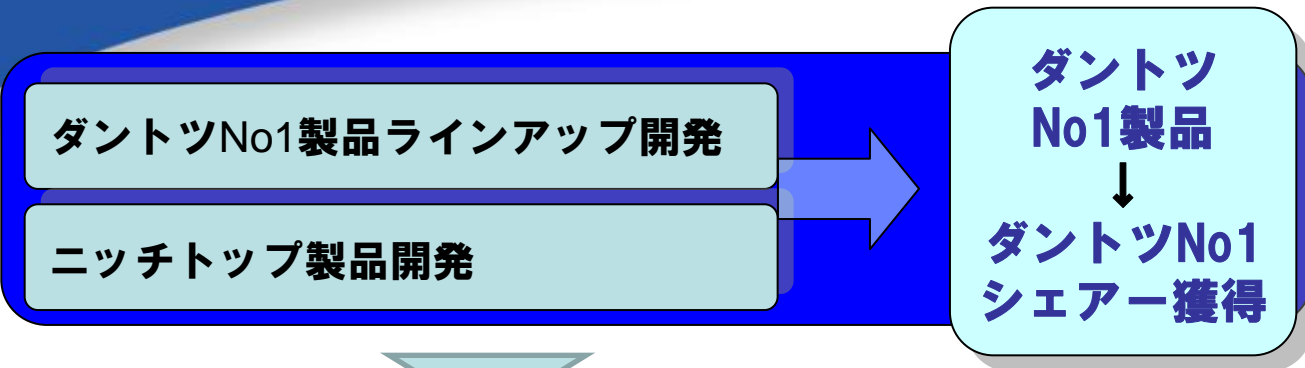 ダントツNo1製品ラインアップ開発
ニッチトップ製品開発
ダントツ
No1製品
↓
ダントツNo1
シェアー獲得